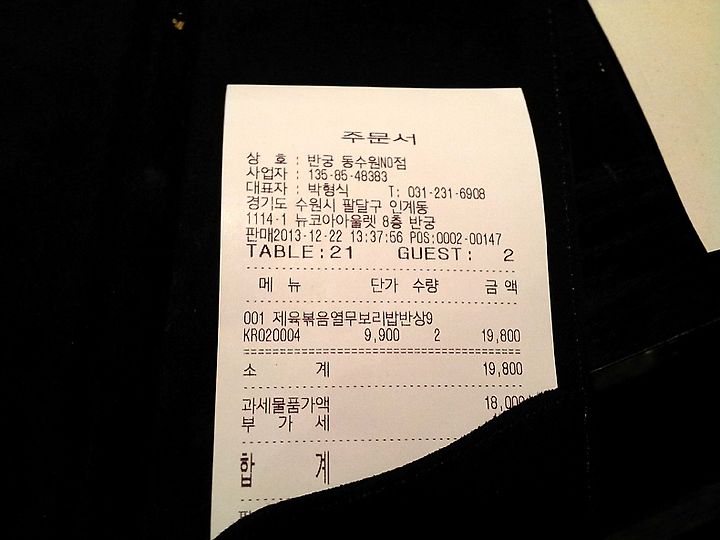 주문서
상 호 : 반궁 동수원NO점
사업자 : 135-85-48383
대표자 : 박형식 T: 031-231-6908
경기도 수원시 팔달구 인계동
1114-1 뉴코아아울렛 8층 반궁
판매2013-12-22 13:37:56 POS:0002-00147
TABLE:21 GUEST: 2
메 뉴 단가 수량 금 액
001 제육볶음열무보리밥반상9
KR020004 9,900 2 19,800
소 계 19,800
과세물품가액 18,000
부 가 세
합 계